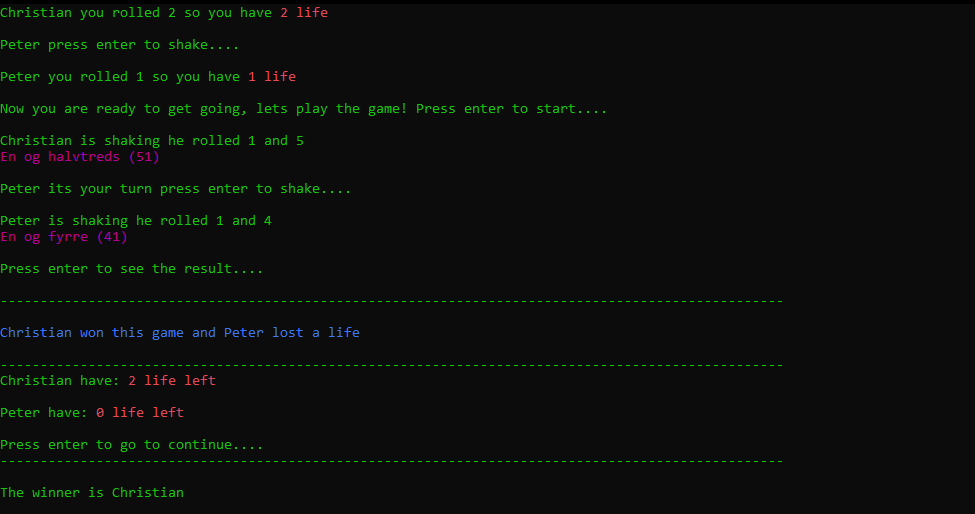 Christian you rolled 2 so you have 2 life
Peter press enter to shake....
Peter you rolled 1 so you have 1 life
Now you are ready to get going, lets play the game! Press enter to start....
Christian is shaking he rolled 1 and 5
En og halvtreds (51)
Peter its your turn press enter to shake....
Peter is shaking he rolled 1 and 4
En og fyrre (41)
Press enter to see the result....
--------------------------------------------------------------------------------------------------
Christian won this game and Peter lost a life
--------------------------------------------------------------------------------------------------
Christian have: 2 life left
Peter have: 0 life left
Press enter to go to continue....
--------------------------------------------------------------------------------------------------
The winner is Christian